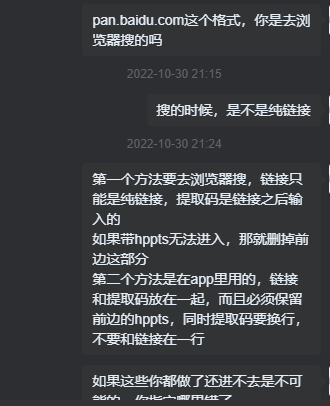 pan.baidu.com这个格式，你是去浏
览器搜的吗
2022-10-30 21:15
搜的时候，是不是纯链接
2022-10-30 21:24
第一个方法要去浏览器搜，链接只
能是纯链接，提取码是链接之后输
入的
如果带hppts无法进入，那就删掉前
边这部分
第二个方法是在app里用的，链接
和提取码放在一起，而且必须保留
前边的hppts，同时提取码要换行，
不要和链接在一行
如果这些你都做了还进不去是不可
能的，你指定哪里错了